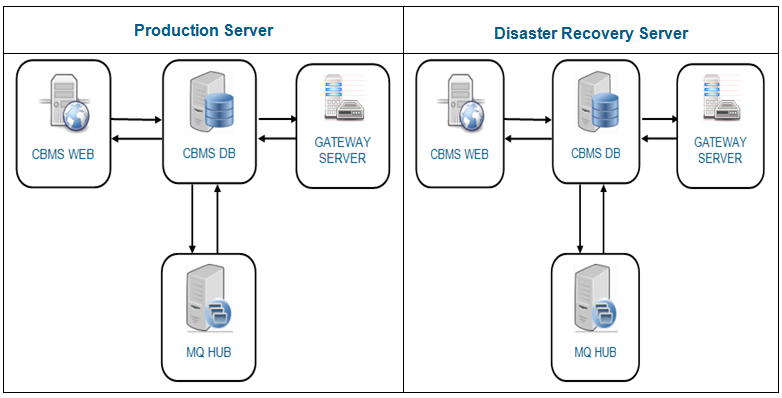 Production Server
Disaster Recovery Server
CBMS WEB
CBMS DB
GATEWAY
SERVER
MQ HUB
CBMS WEB
CBMS DB
GATEWAY
SERVER
MQ HUB